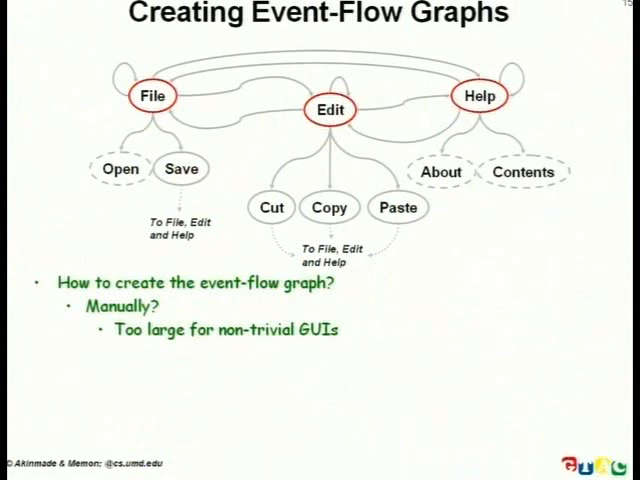 15
Creating Event-Flow Graphs
File
Edit
Help
Open
Save
About
Contents
Cut
Copy
Paste
To File, Edit
and Help
To File, Edit
and Help
• How to create the event-flow graph?
• Manually?
• Too large for non-trivial GUIs
© Akinmade & Memon; @cs.umd.edu
GTAC